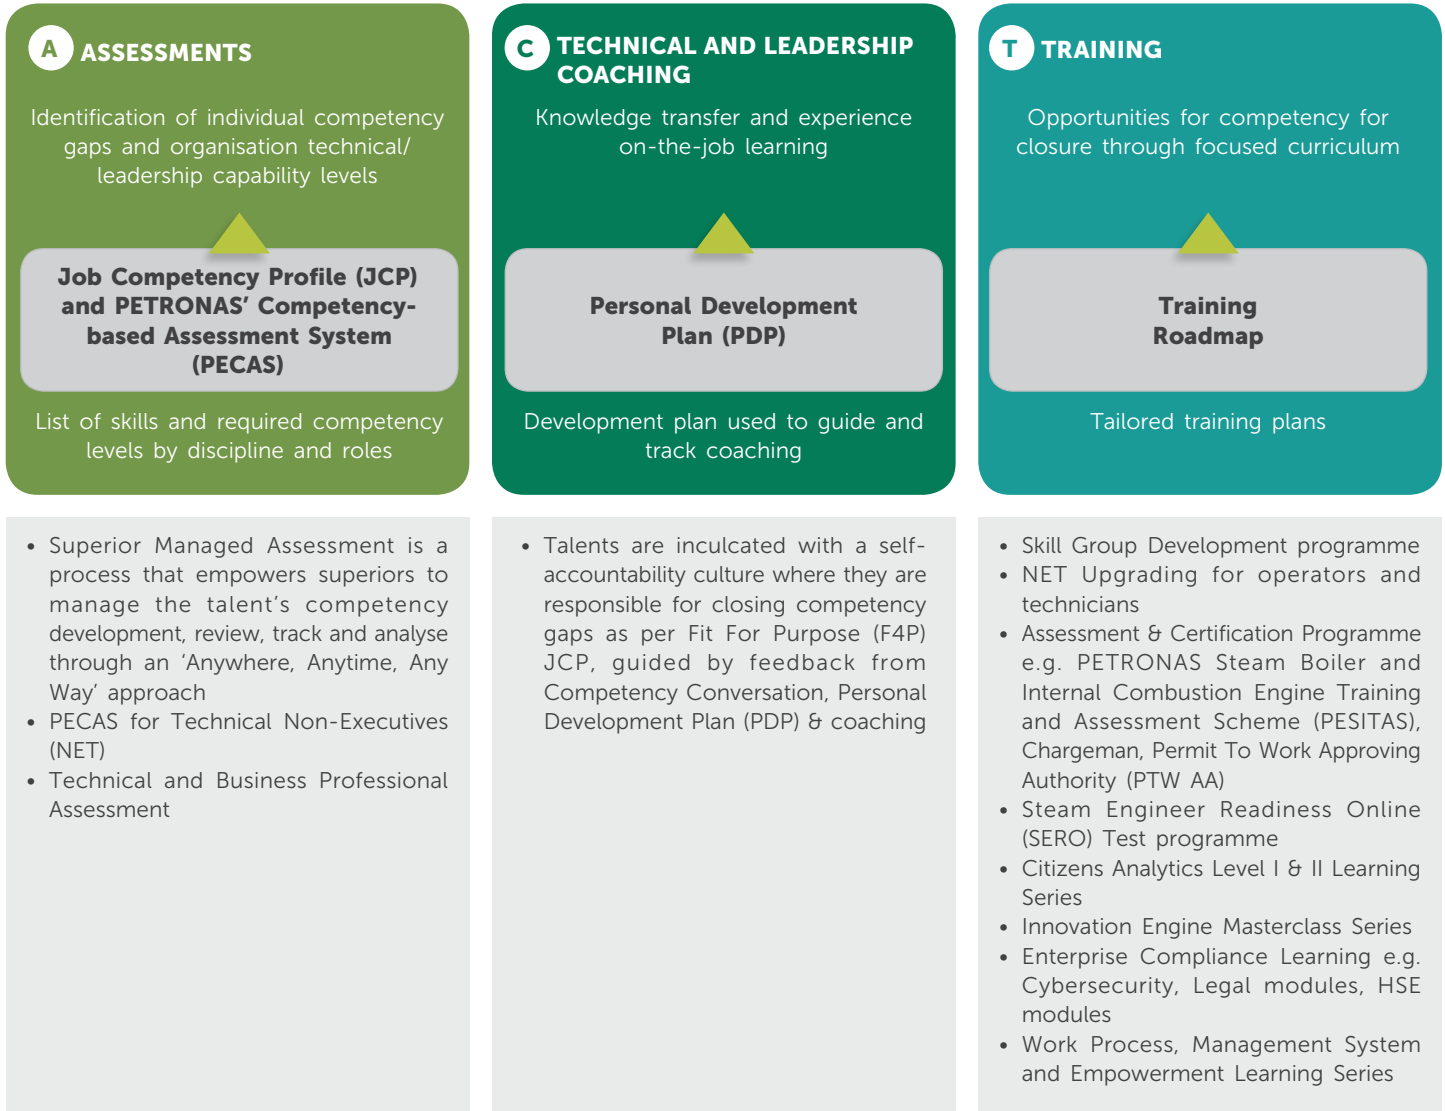 A ASSESSMENTS
Identification of individual competency
gaps and organisation technical/
leadership capability levels
Job Competency Profile (JCP)
and PETRONAS’ Competency-
based Assessment System
(PECAS)
List of skills and required competency
levels by discipline and roles
• Superior Managed Assessment is a
process that empowers superiors to
manage the talent’s competency
development, review, track and analyse
through an ‘Anywhere, Anytime, Any
Way’ approach
• PECAS for Technical Non-Executives
(NET)
• Technical and Business Professional
Assessment
C TECHNICAL AND LEADERSHIP
COACHING
Knowledge transfer and experience
on-the-job learning
Personal Development
Plan (PDP)
Development plan used to guide and
track coaching
• Talents are inculcated with a self-
accountability culture where they are
responsible for closing competency
gaps as per Fit For Purpose (F4P)
JCP, guided by feedback from
Competency Conversation, Personal
Development Plan (PDP) & coaching
T TRAINING
Opportunities for competency for
closure through focused curriculum
Training
Roadmap
Tailored training plans
• Skill Group Development programme
• NET Upgrading for operators and
technicians
• Assessment & Certification Programme
e.g. PETRONAS Steam Boiler and
Internal Combustion Engine Training
and Assessment Scheme (PESITAS),
Chargeman, Permit To Work Approving
Authority (PTW AA)
• Steam Engineer Readiness Online
(SERO) Test programme
• Citizens Analytics Level I & II Learning
Series
• Innovation Engine Masterclass Series
• Enterprise Compliance Learning e.g.
Cybersecurity, Legal modules, HSE
modules
• Work Process, Management System
and Empowerment Learning Series